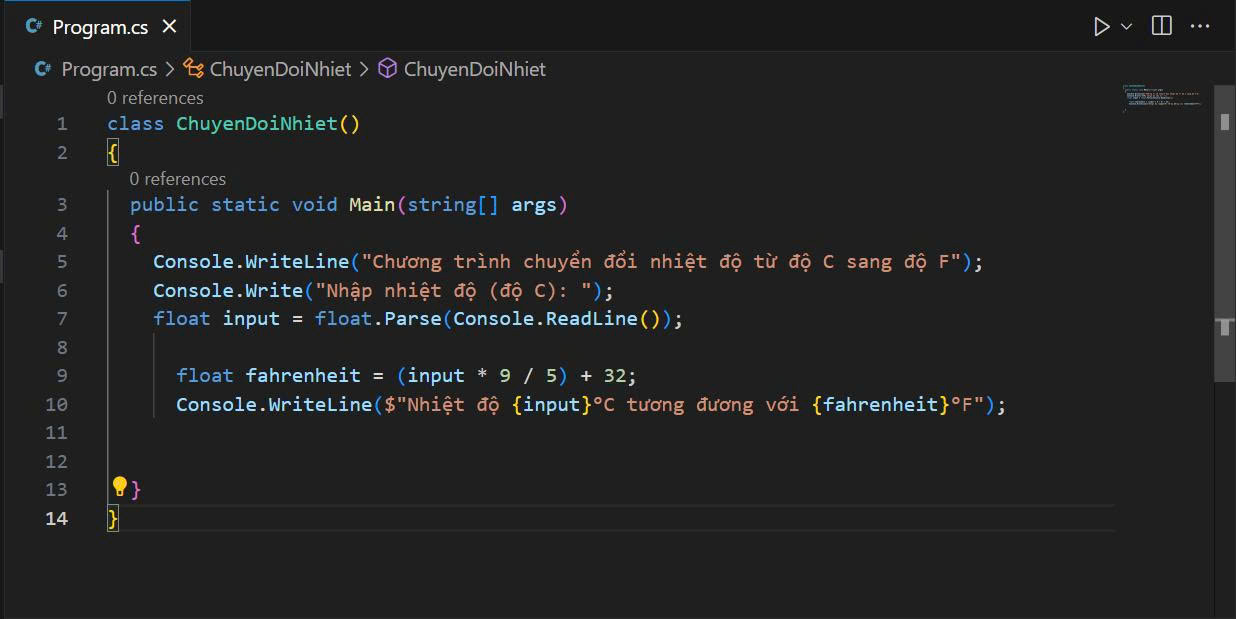 C# Program.cs
C# Program.cs > ChuyenDoiNhiet > ChuyenDoiNhiet
0 references
1 class ChuyenDoiNhiet()
2 {
0 references
3 public static void Main(string[] args)
4 {
5 Console.WriteLine("Chương trình chuyển đổi nhiệt độ từ độ C sang độ F");
6 Console.Write("Nhập nhiệt độ (độ C): ");
7 float input = float.Parse(Console.ReadLine());
8
9 float fahrenheit = (input * 9 / 5) + 32;
10 Console.WriteLine($"Nhiệt độ {input}°C tương đương với {fahrenheit}°F");
11
12
13 }
14 }